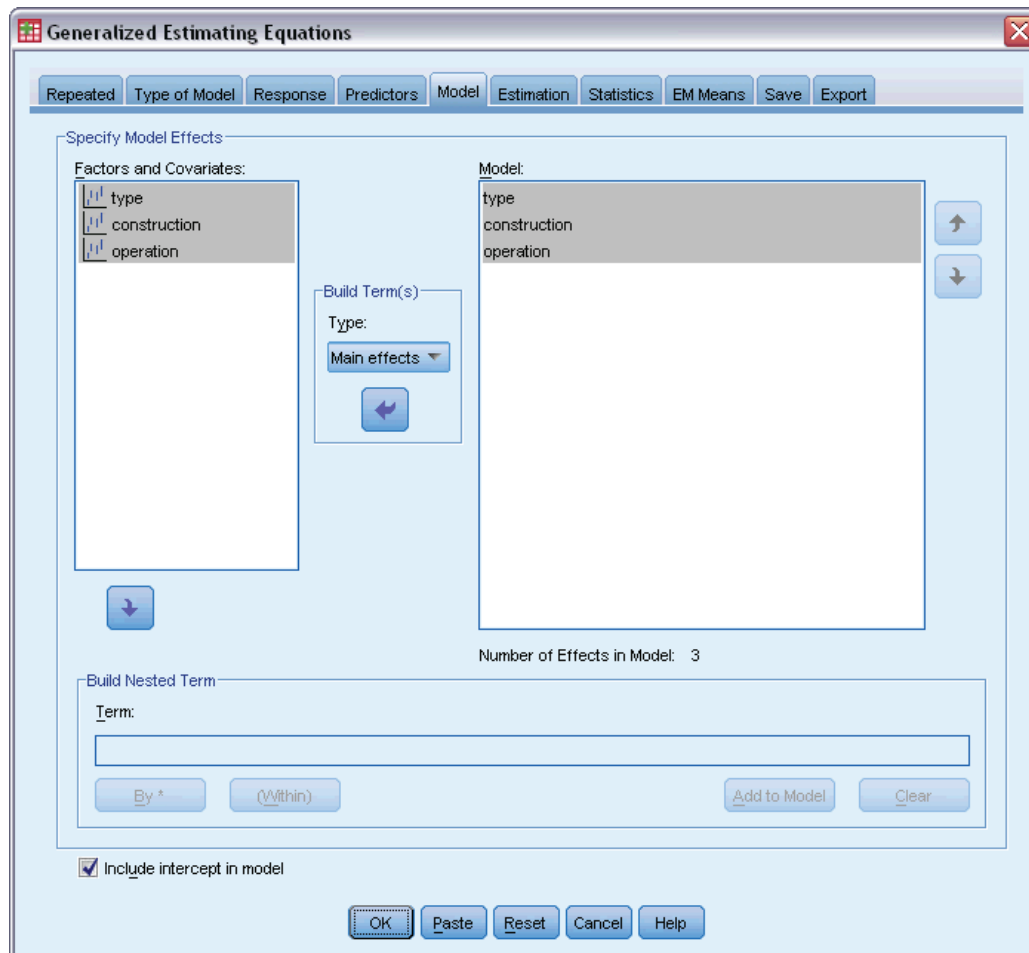 Generalized Estimating Equations
Repeated Type of Model Response Predictors Model Estimation Statistics EM Means Save Export
Specify Model Effects
Factors and Covariates:
type
construction
operation
Build Term(s)
Type:
Main effects
Model:
type
construction
operation
Number of Effects in Model: 3
Build Nested Term
Term:
By * (Within) Add to Model Clear
Include intercept in model
OK Paste Reset Cancel Help